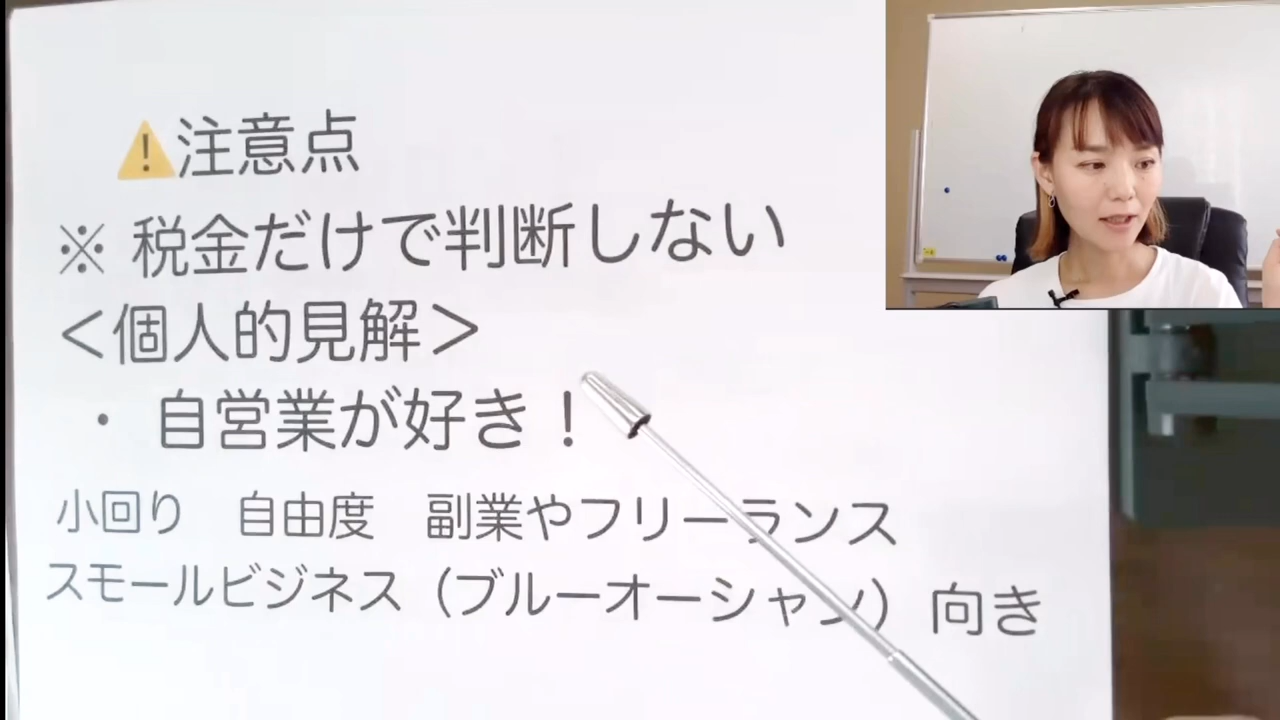 ⚠注意点
※ 税金だけで判断しない
<個人的見解>
・ 自営業が好き！
小回り 自由度 副業やフリーランス
スモールビジネス（ブルーオーシャン）向き